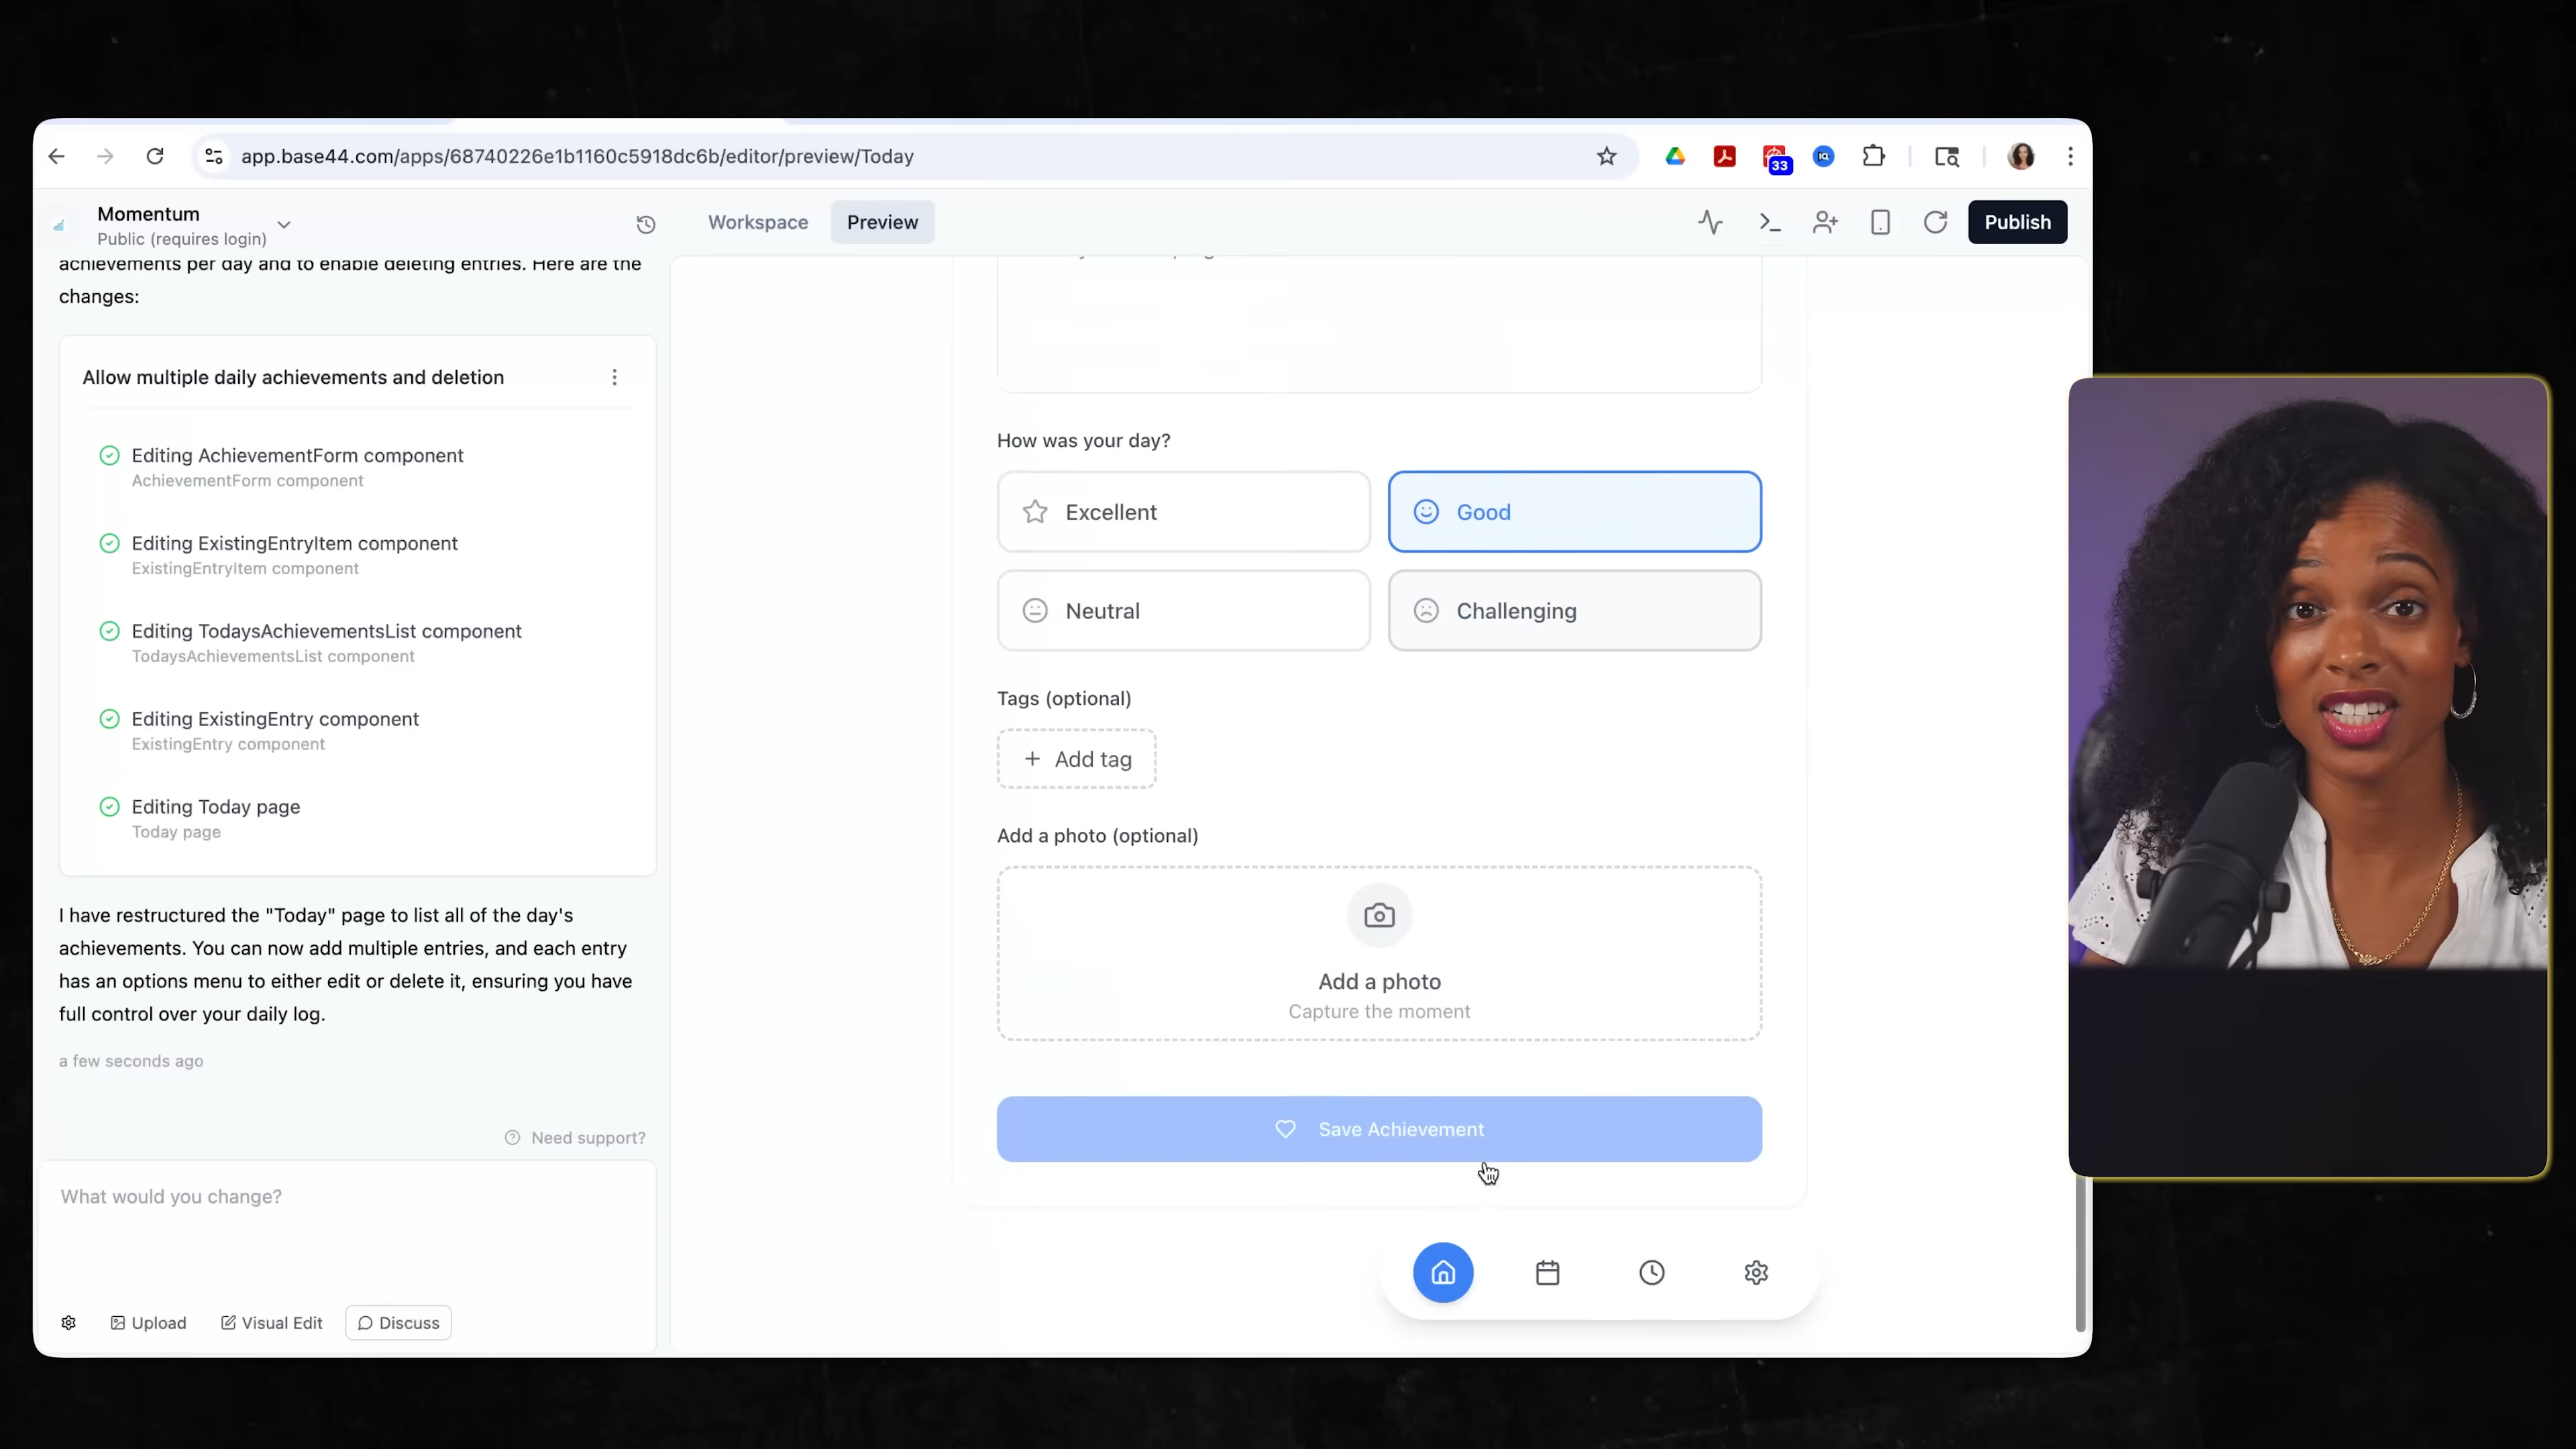 app.base44.com/apps/68740226e1b1160c5918dc6b/editor/preview/Today
33
Momentum
Public (requires login)
Workspace
Preview
Publish
achievements per day and to enable deleting entries. Here are the
changes:
Allow multiple daily achievements and deletion
Editing AchievementForm component
AchievementForm component
Editing ExistingEntryItem component
ExistingEntryItem component
Editing TodaysAchievementsList component
TodaysAchievementsList component
Editing ExistingEntry component
ExistingEntry component
Editing Today page
Today page
I have restructured the "Today" page to list all of the day's
achievements. You can now add multiple entries, and each entry
has an options menu to either edit or delete it, ensuring you have
full control over your daily log.
a few seconds ago
Need support?
What would you change?
Upload
Visual Edit
Discuss
How was your day?
Excellent
Good
Neutral
Challenging
Tags (optional)
+ Add tag
Add a photo (optional)
Add a photo
Capture the moment
Save Achievement